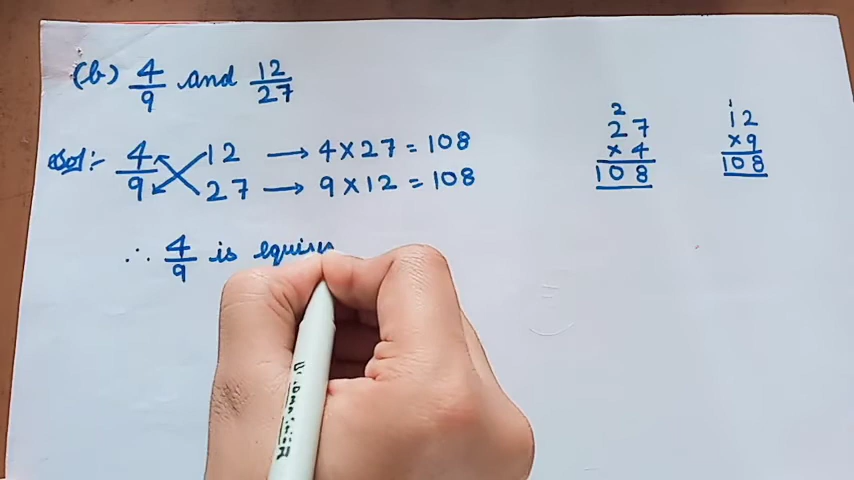 (b) 4/9 and 12/27
Sol:- 4/9 12/27
→ 4 × 27 = 108
→ 9 × 12 = 108
∴ 4/9 is
2
27
× 4
108
1
12
× 9
108